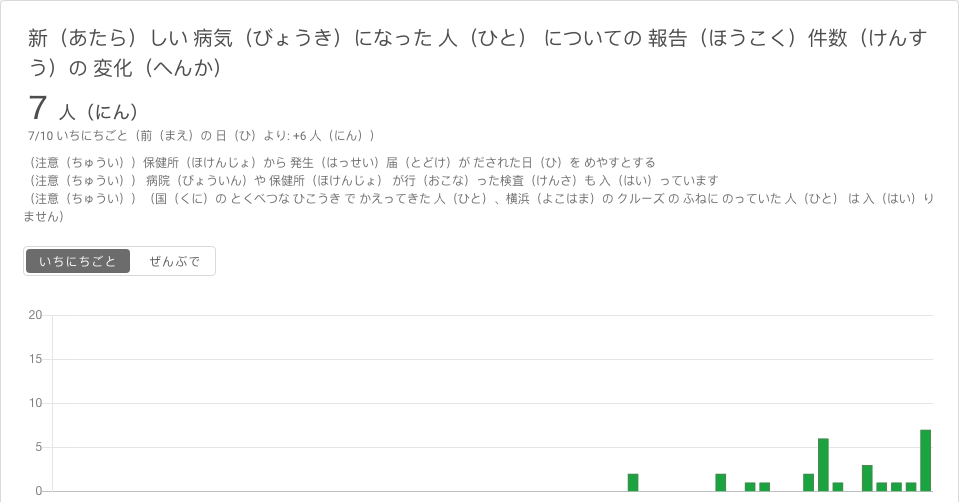 新（あたら）しい 病気（びょうき）になった 人（ひと） についての 報告（ほうこく）件数（けんす
う）の 変化（へんか）
7 人（にん）
7/10 いちにちごと（前（まえ）の 日（ひ）より: +6 人（にん））
（注意（ちゅうい））保健所（ほけんじょ）から 発生（はっせい）届（とどけ）が だされた日（ひ）を めやすとする
（注意（ちゅうい）） 病院（びょういん）や 保健所（ほけんじょ） が行（おこな）った検査（けんさ）も 入（はい）っています
（注意（ちゅうい））（国（くに）の とくべつな ひこうき で かえってきた 人（ひと）、横浜（よこはま）の クルーズ の ふねに のっていた 人（ひと） は 入（はい）り
ません）
いちにちごと ぜんぶで
20
15
10
5
0